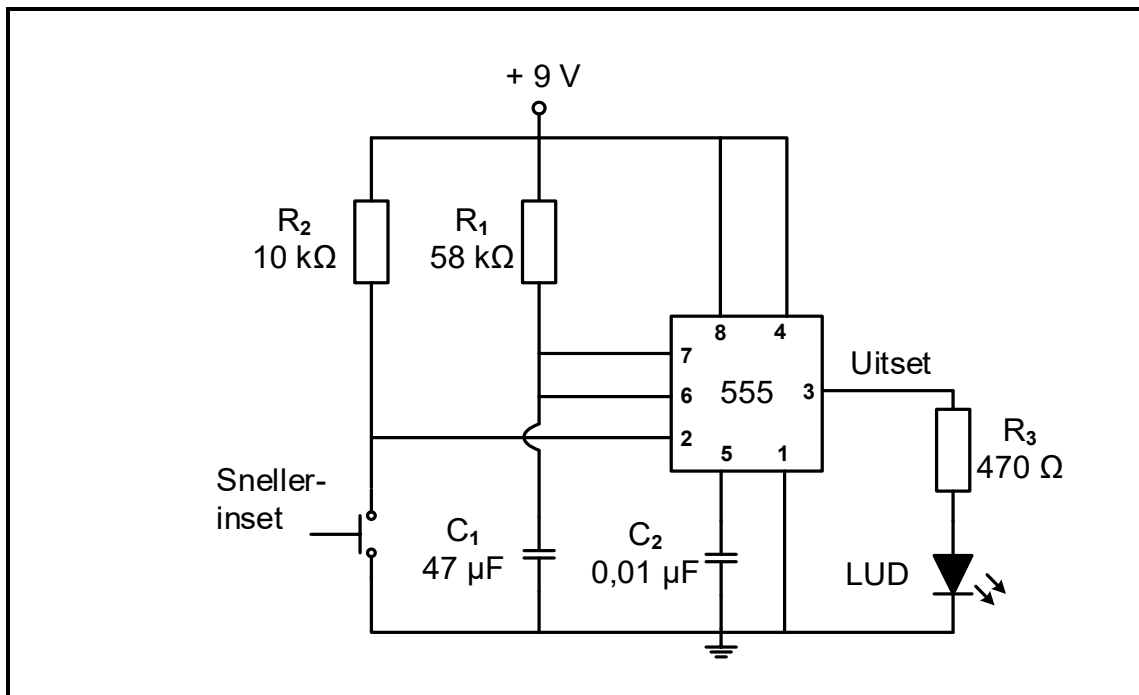 + 9 V
R₂
10 kΩ
R₁
58 kΩ
8
4
7
6
2
555
3
5
1
Uitset
R₃
470 Ω
Sneller-
inset
C₁
47 µF
C₂
0,01 µF
LUD